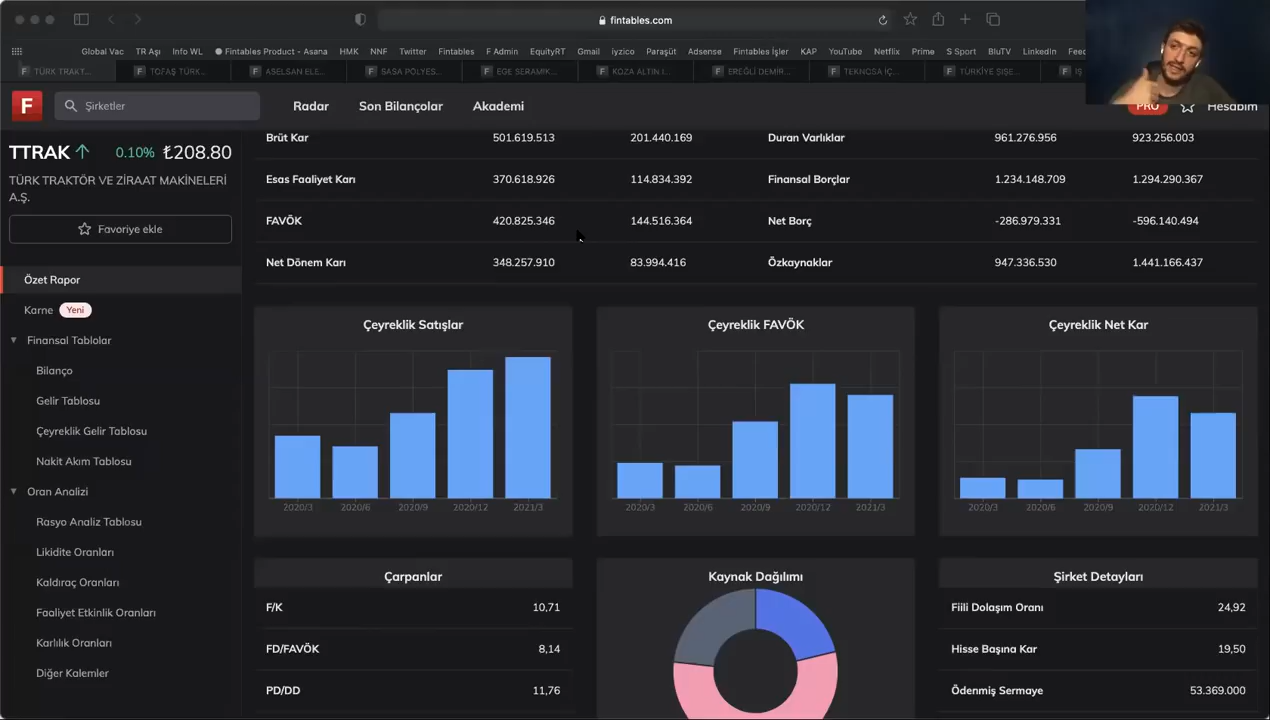 fintables.com
Global Vac TR Aşı Info WL Fintables Product - Asana HMK NNF Twitter Fintables F Admin EquityRT Gmail iyzico Paraşüt Adsense Fintables İşler KAP YouTube Netflix Prime S Sport BluTV LinkedIn Feed
F TÜRK TRAKT... F TOFAŞ TÜRK... F ASELSAN ELE... F SASA POLYES... F EGE SERAMİK... F KOZA ALTIN İ... F EREĞLİ DEMİR... F TEKNOSA İÇ... F TÜRKİYE ŞİŞE... F İŞ
F Şirketler Radar Son Bilançolar Akademi PRO Hesabım
TTRAK 0.10% ₺208.80
TÜRK TRAKTÖR VE ZİRAAT MAKİNELERİ
A.Ş.
Favoriye ekle
Özet Rapor
Karne Yeni
Finansal Tablolar
Bilanço
Gelir Tablosu
Çeyreklik Gelir Tablosu
Nakit Akım Tablosu
Oran Analizi
Rasyo Analiz Tablosu
Likidite Oranları
Kaldıraç Oranları
Faaliyet Etkinlik Oranları
Karlılık Oranları
Diğer Kalemler
Brüt Kar 501.619.513 201.440.169 Duran Varlıklar 961.276.956 923.256.003
Esas Faaliyet Karı 370.618.926 114.834.392 Finansal Borçlar 1.234.148.709 1.294.290.367
FAVÖK 420.825.346 144.516.364 Net Borç -286.979.331 -596.140.494
Net Dönem Karı 348.257.910 83.994.416 Özkaynaklar 947.336.530 1.441.166.437
Çeyreklik Satışlar
2020/3 2020/6 2020/9 2020/12 2021/3
Çeyreklik FAVÖK
2020/3 2020/6 2020/9 2020/12 2021/3
Çeyreklik Net Kar
2020/3 2020/6 2020/9 2020/12 2021/3
Çarpanlar
F/K 10,71
FD/FAVÖK 8,14
PD/DD 11,76
Kaynak Dağılımı
Şirket Detayları
Fiili Dolaşım Oranı 24,92
Hisse Başına Kar 19,50
Ödenmiş Sermaye 53.369.000